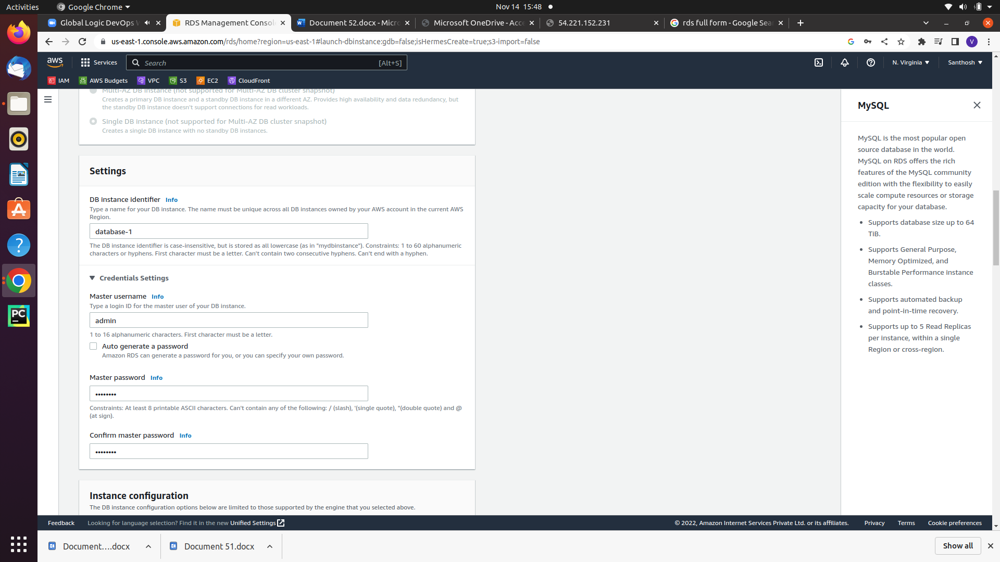 Activities
Google Chrome
Nov 14 15:48
Global Logic DevOps
RDS Management Consol
Document 52.docx - Micro
Microsoft OneDrive - Acce
54.221.152.231
rds full form - Google Sea
us-east-1.console.aws.amazon.com/rds/home?region=us-east-1#launch-dbinstance:gdb=false;isHermesCreate=true;s3-import=false
V
aws
Services
Search
[Alt+S]
N. Virginia
Santhosh
IAM
AWS Budgets
VPC
S3
EC2
CloudFront
Multi-AZ DB instance (not supported for Multi-AZ DB cluster snapshot)
Creates a primary DB instance and a standby DB instance in a different AZ. Provides high availability and data redundancy, but
the standby DB instance doesn't support connections for read workloads.
Single DB instance (not supported for Multi-AZ DB cluster snapshot)
Creates a single DB instance with no standby DB instances.
Settings
DB instance identifier Info
Type a name for your DB instance. The name must be unique across all DB instances owned by your AWS account in the current AWS
Region.
database-1
The DB instance identifier is case-insensitive, but is stored as all lowercase (as in "mydbinstance"). Constraints: 1 to 60 alphanumeric
characters or hyphens. First character must be a letter. Can't contain two consecutive hyphens. Can't end with a hyphen.
Credentials Settings
Master username Info
Type a login ID for the master user of your DB instance.
admin
1 to 16 alphanumeric characters. First character must be a letter.
Auto generate a password
Amazon RDS can generate a password for you, or you can specify your own password.
Master password Info
••••••••
Constraints: At least 8 printable ASCII characters. Can't contain any of the following: / (slash), '(single quote), "(double quote) and @
(at sign).
Confirm master password Info
••••••••
Instance configuration
The DB instance configuration options below are limited to those supported by the engine that you selected above.
MySQL
MySQL is the most popular open
source database in the world.
MySQL on RDS offers the rich
features of the MySQL community
edition with the flexibility to easily
scale compute resources or storage
capacity for your database.
• Supports database size up to 64
TiB.
• Supports General Purpose,
Memory Optimized, and
Burstable Performance instance
classes.
• Supports automated backup
and point-in-time recovery.
• Supports up to 5 Read Replicas
per instance, within a single
Region or cross-region.
PC
Feedback
Looking for language selection? Find it in the new Unified Settings
© 2022, Amazon Internet Services Private Ltd. or its affiliates.
Privacy
Terms
Cookie preferences
Document....docx
Document 51.docx
Show all